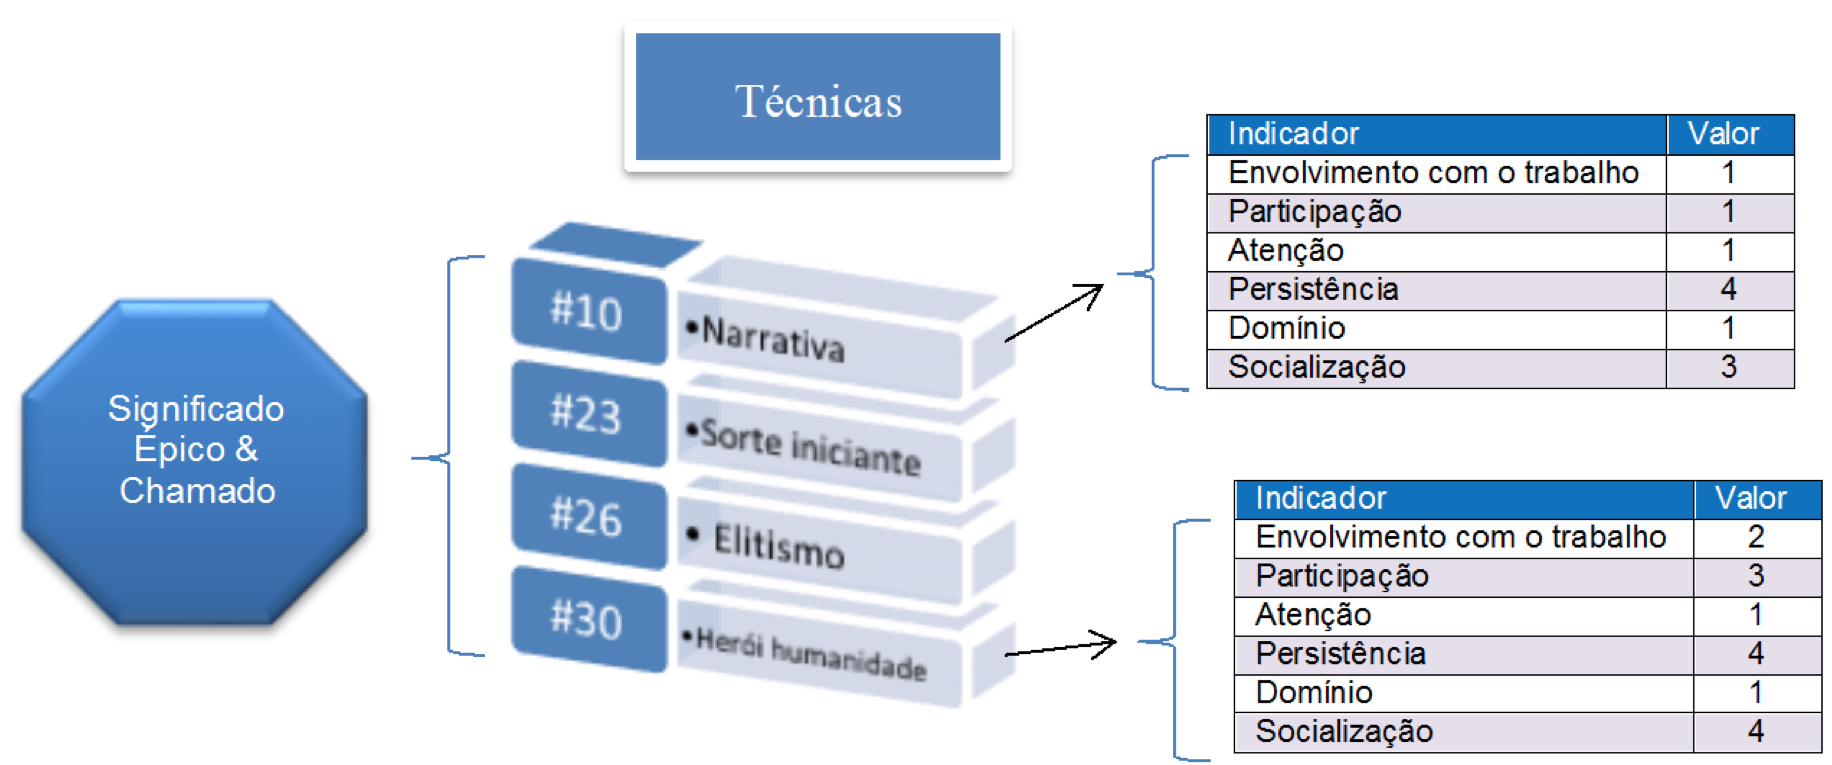 Técnicas
Significado
Épico &
Chamado
#10
•Narrativa
#23
•Sorte iniciante
#26
• Elitismo
#30
•Herói humanidade
Indicador Valor
Envolvimento com o trabalho 1
Participação 1
Atenção 1
Persistência 4
Domínio 1
Socialização 3
Indicador Valor
Envolvimento com o trabalho 2
Participação 3
Atenção 1
Persistência 4
Domínio 1
Socialização 4